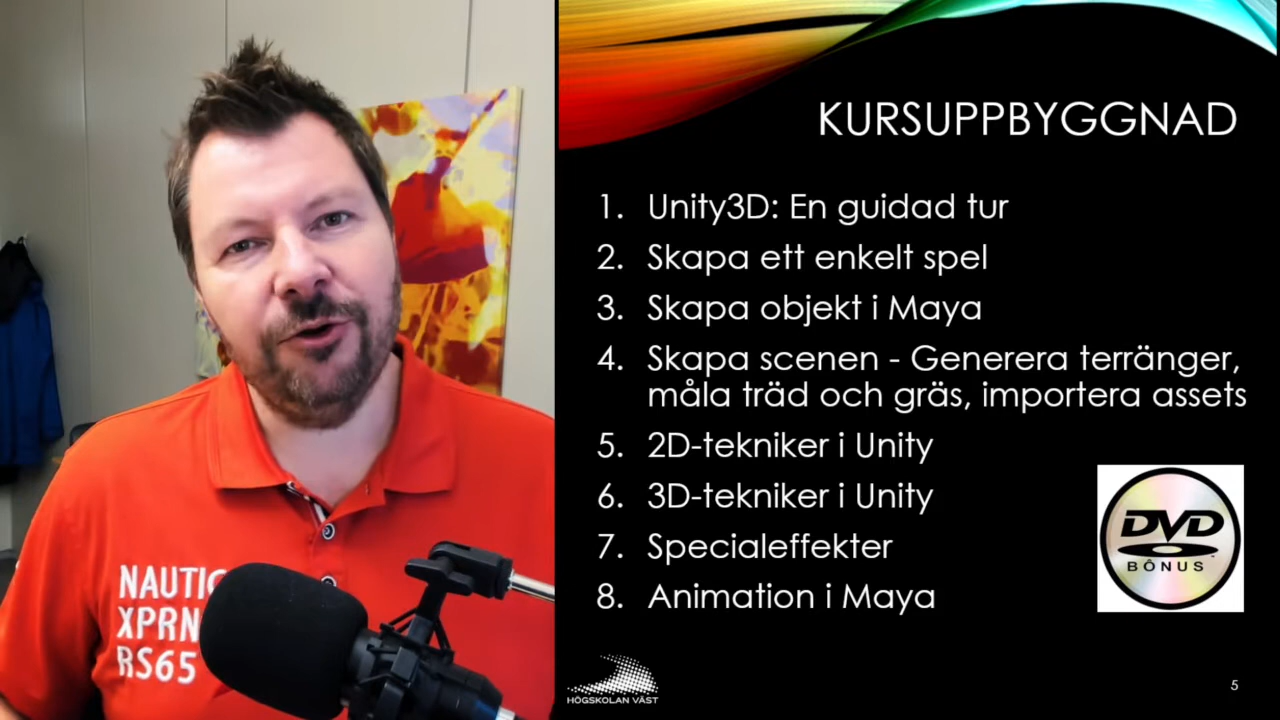 KURSUPPBYGGNAD
1. Unity3D: En guidad tur
2. Skapa ett enkelt spel
3. Skapa objekt i Maya
4. Skapa scenen - Generera terränger,
måla träd och gräs, importera assets
5. 2D-tekniker i Unity
6. 3D-tekniker i Unity
7. Specialeffekter
8. Animation i Maya
DVD
BÔNUS
HÖGSKOLAN VÄST
5
NAUTIC
XPRN
RS65